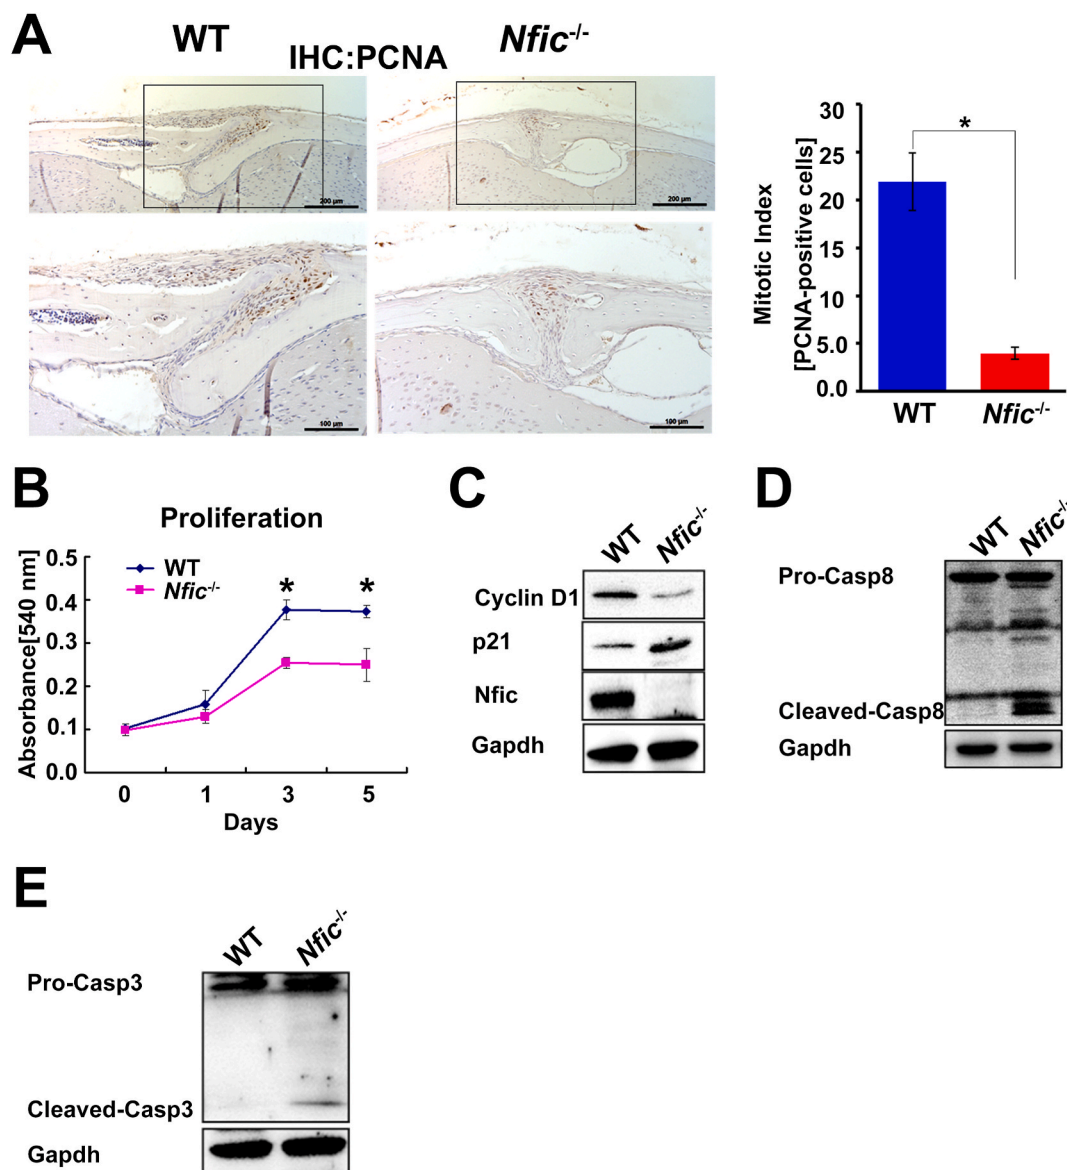 A
WT
Nfic-/-
IHC:PCNA
200 µm
200 µm
100 µm
100 µm
Mitotic Index
[PCNA-positive cells]
30
25
20
15
10
5.0
0.0
*
WT
Nfic-/-
B
Proliferation
Absorbance[540 nm]
0.5
0.4
0.3
0.2
0.1
0.0
WT
Nfic-/-
* *
0 1 3 5
Days
C
WT Nfic-/-
Cyclin D1
p21
Nfic
Gapdh
D
WT Nfic-/-
Pro-Casp8
Cleaved-Casp8
Gapdh
E
WT Nfic-/-
Pro-Casp3
Cleaved-Casp3
Gapdh